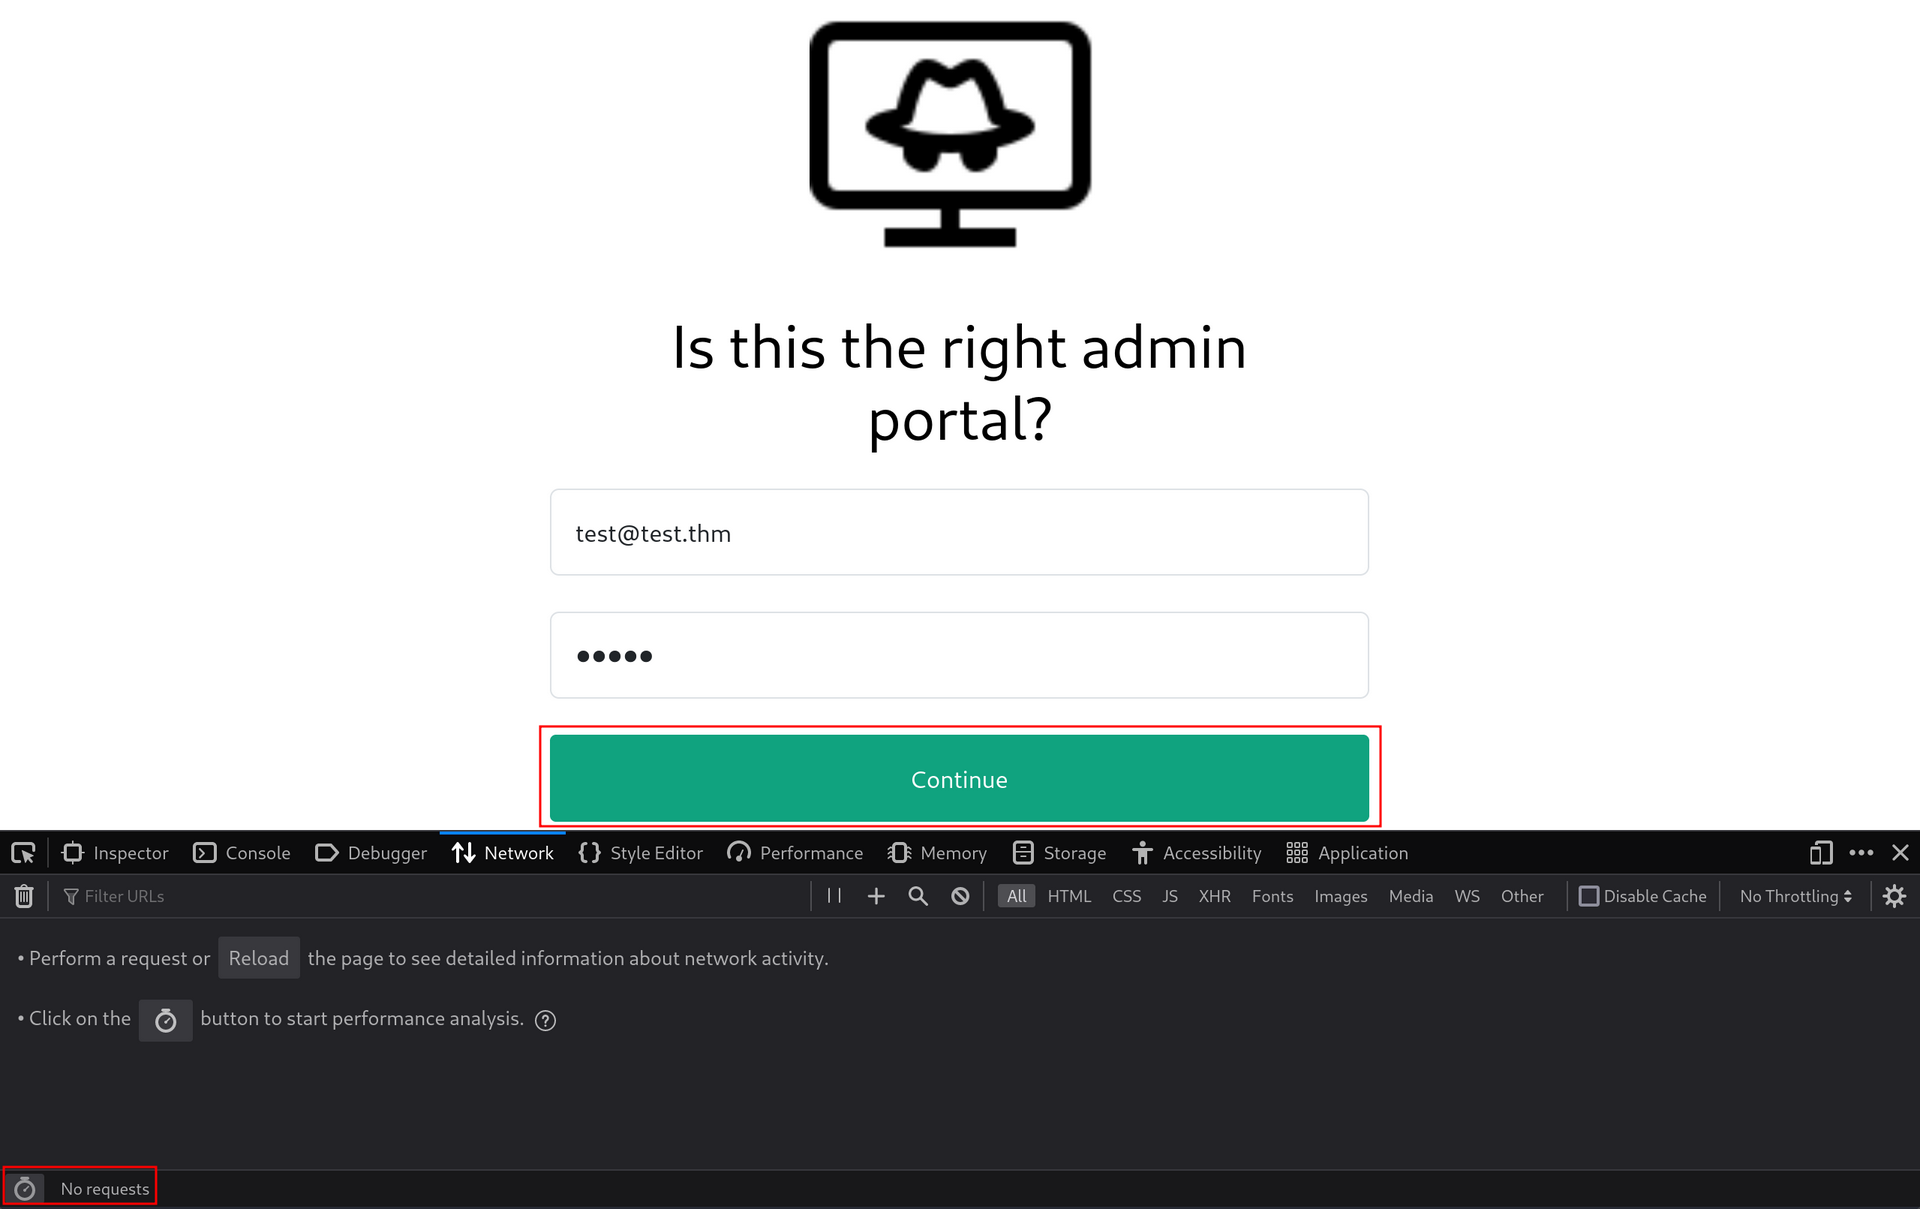 Is this the right admin
portal?
test@test.thm
•••••
Continue
Inspector Console Debugger Network {} Style Editor Performance Memory Storage Accessibility Application
Filter URLs All HTML CSS JS XHR Fonts Images Media WS Other Disable Cache No Throttling
• Perform a request or Reload the page to see detailed information about network activity.
• Click on the button to start performance analysis. ?
No requests